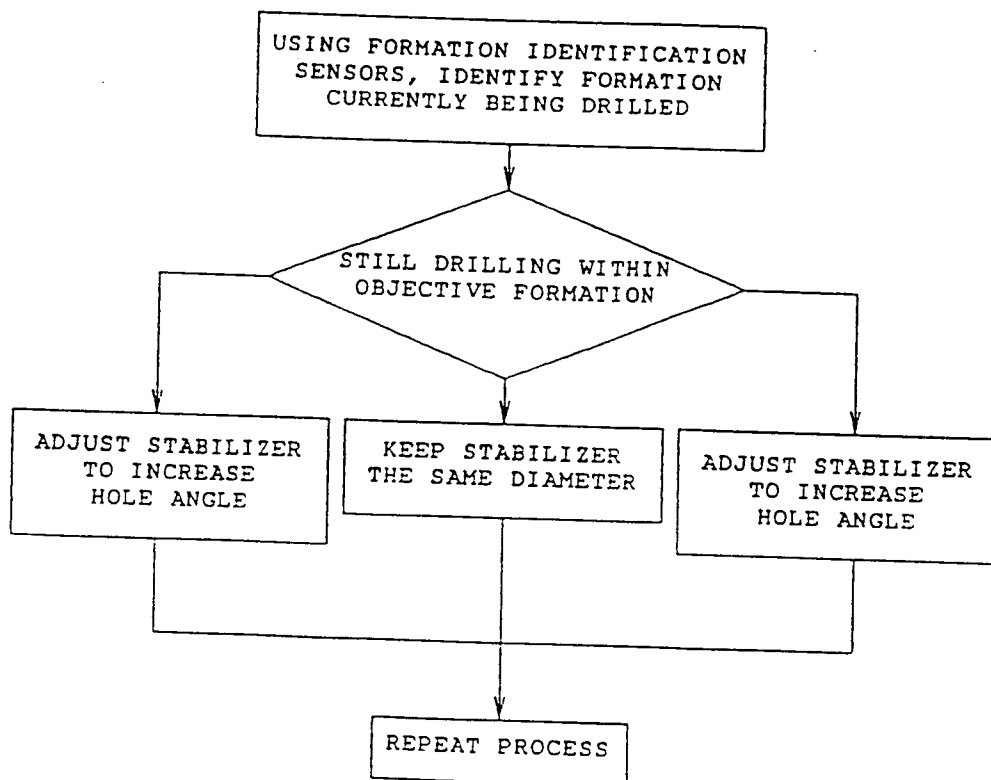 USING FORMATION IDENTIFICATION
SENSORS, IDENTIFY FORMATION
CURRENTLY BEING DRILLED
STILL DRILLING WITHIN
OBJECTIVE FORMATION
ADJUST STABILIZER
TO INCREASE
HOLE ANGLE
KEEP STABILIZER
THE SAME DIAMETER
ADJUST STABILIZER
TO INCREASE
HOLE ANGLE
REPEAT PROCESS